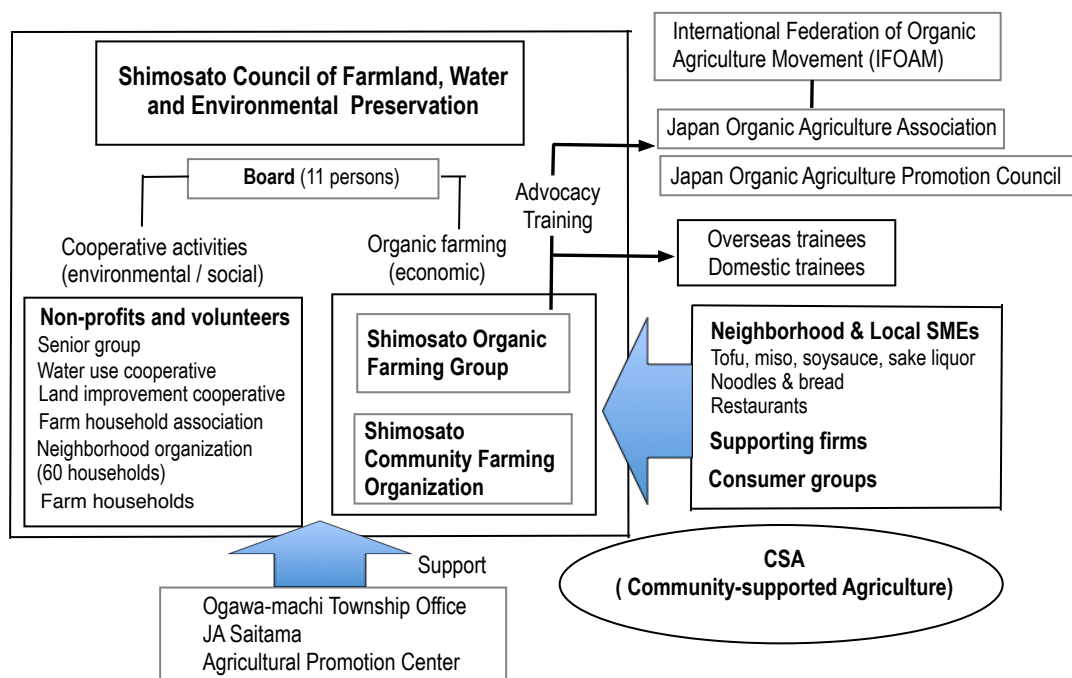 International Federation of Organic
Agriculture Movement (IFOAM)
Shimosato Council of Farmland, Water
and Environmental Preservation
Japan Organic Agriculture Association
Japan Organic Agriculture Promotion Council
Board (11 persons)
Advocacy
Training
Cooperative activities
(environmental / social)
Organic farming
(economic)
Overseas trainees
Domestic trainees
Non-profits and volunteers
Senior group
Water use cooperative
Land improvement cooperative
Farm household association
Neighborhood organization
(60 households)
Farm households
Shimosato Organic
Farming Group
Shimosato
Community Farming
Organization
Neighborhood & Local SMEs
Tofu, miso, soysauce, sake liquor
Noodles & bread
Restaurants
Supporting firms
Consumer groups
Support
CSA
( Community-supported Agriculture)
Ogawa-machi Township Office
JA Saitama
Agricultural Promotion Center